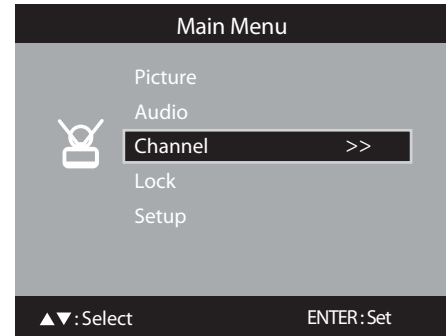 Main Menu
Picture
Audio
Channel >>
Lock
Setup
▲▼: Select ENTER : Set